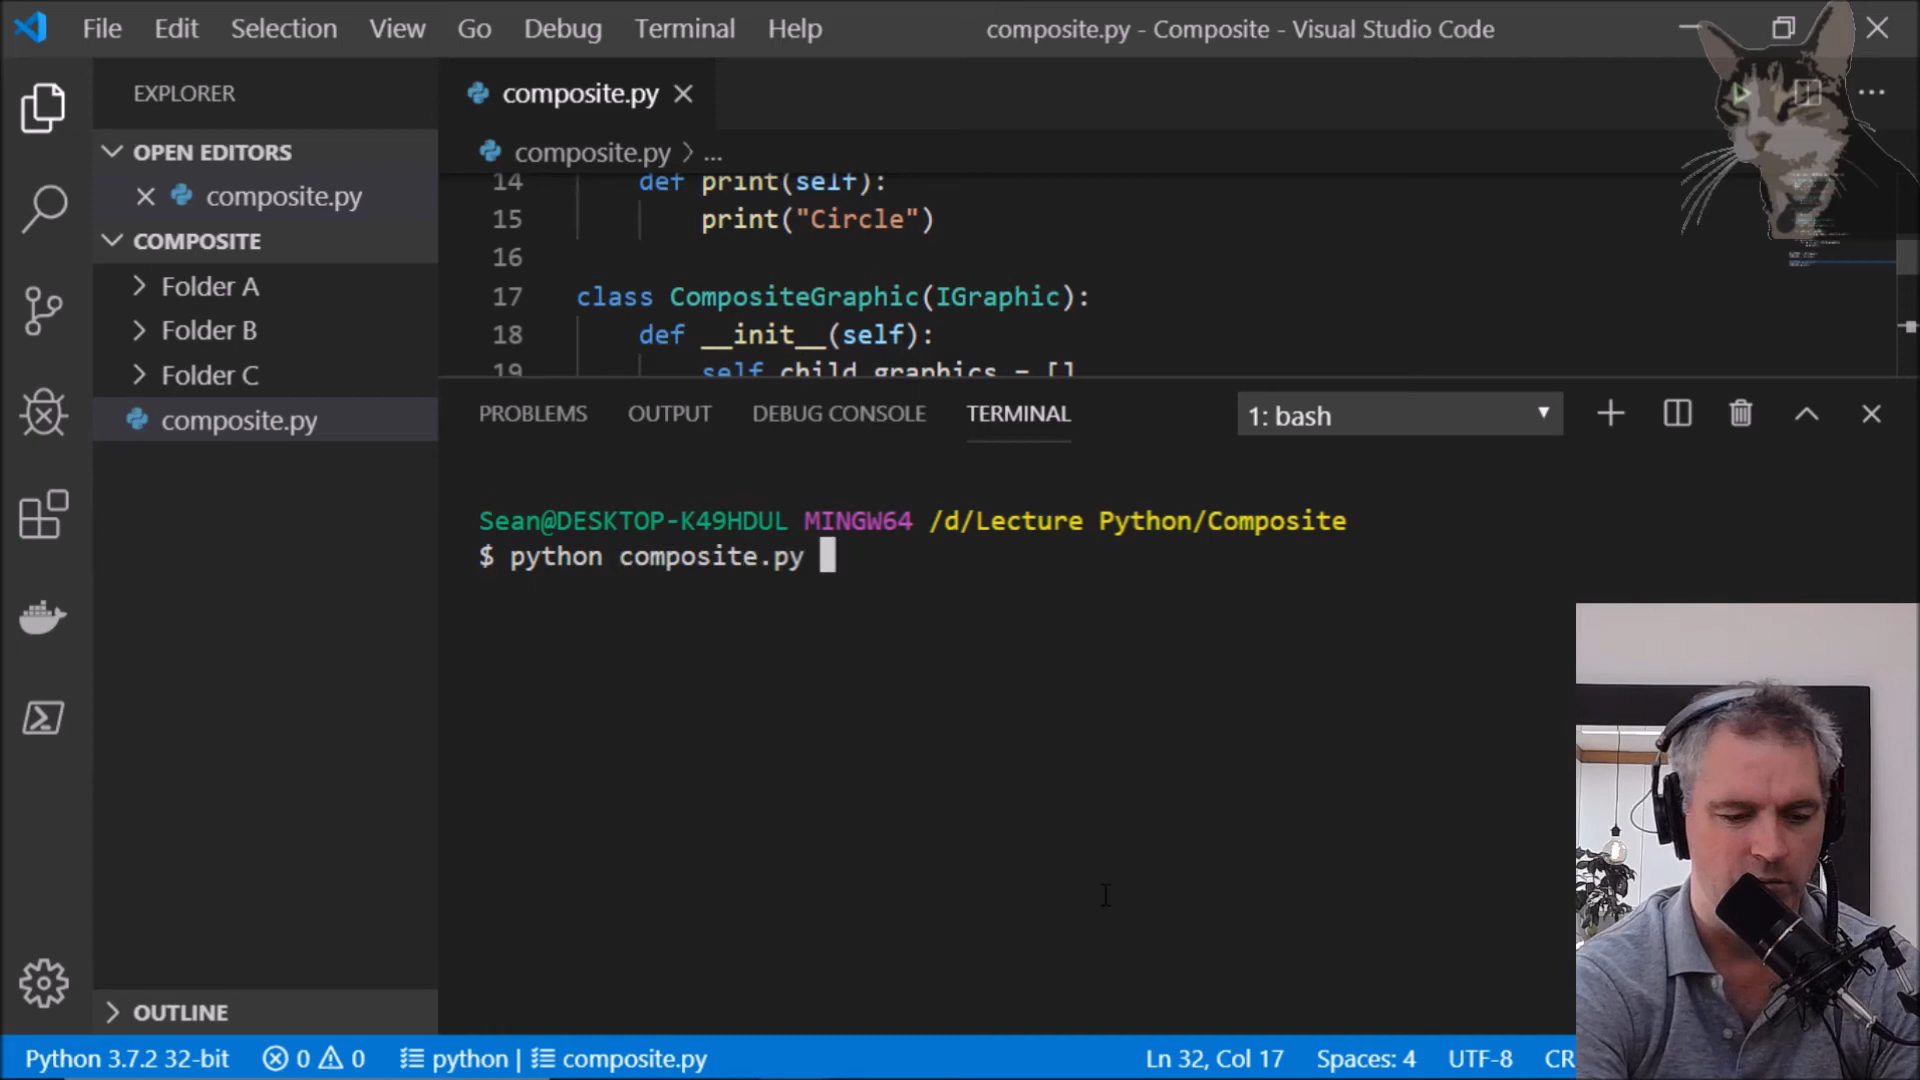 File Edit Selection View Go Debug Terminal Help composite.py - Composite - Visual Studio Code
EXPLORER
OPEN EDITORS
composite.py
COMPOSITE
Folder A
Folder B
Folder C
composite.py
OUTLINE
composite.py
composite.py > ...
14 def print(self):
15 print("Circle")
16
17 class CompositeGraphic(IGraphic):
18 def __init__(self):
19 self.child_graphics = []
PROBLEMS OUTPUT DEBUG CONSOLE TERMINAL 1: bash
Sean@DESKTOP-K49HDUL MINGW64 /d/Lecture Python/Composite
$ python composite.py
Python 3.7.2 32-bit 0 0 python | composite.py Ln 32, Col 17 Spaces: 4 UTF-8 CR